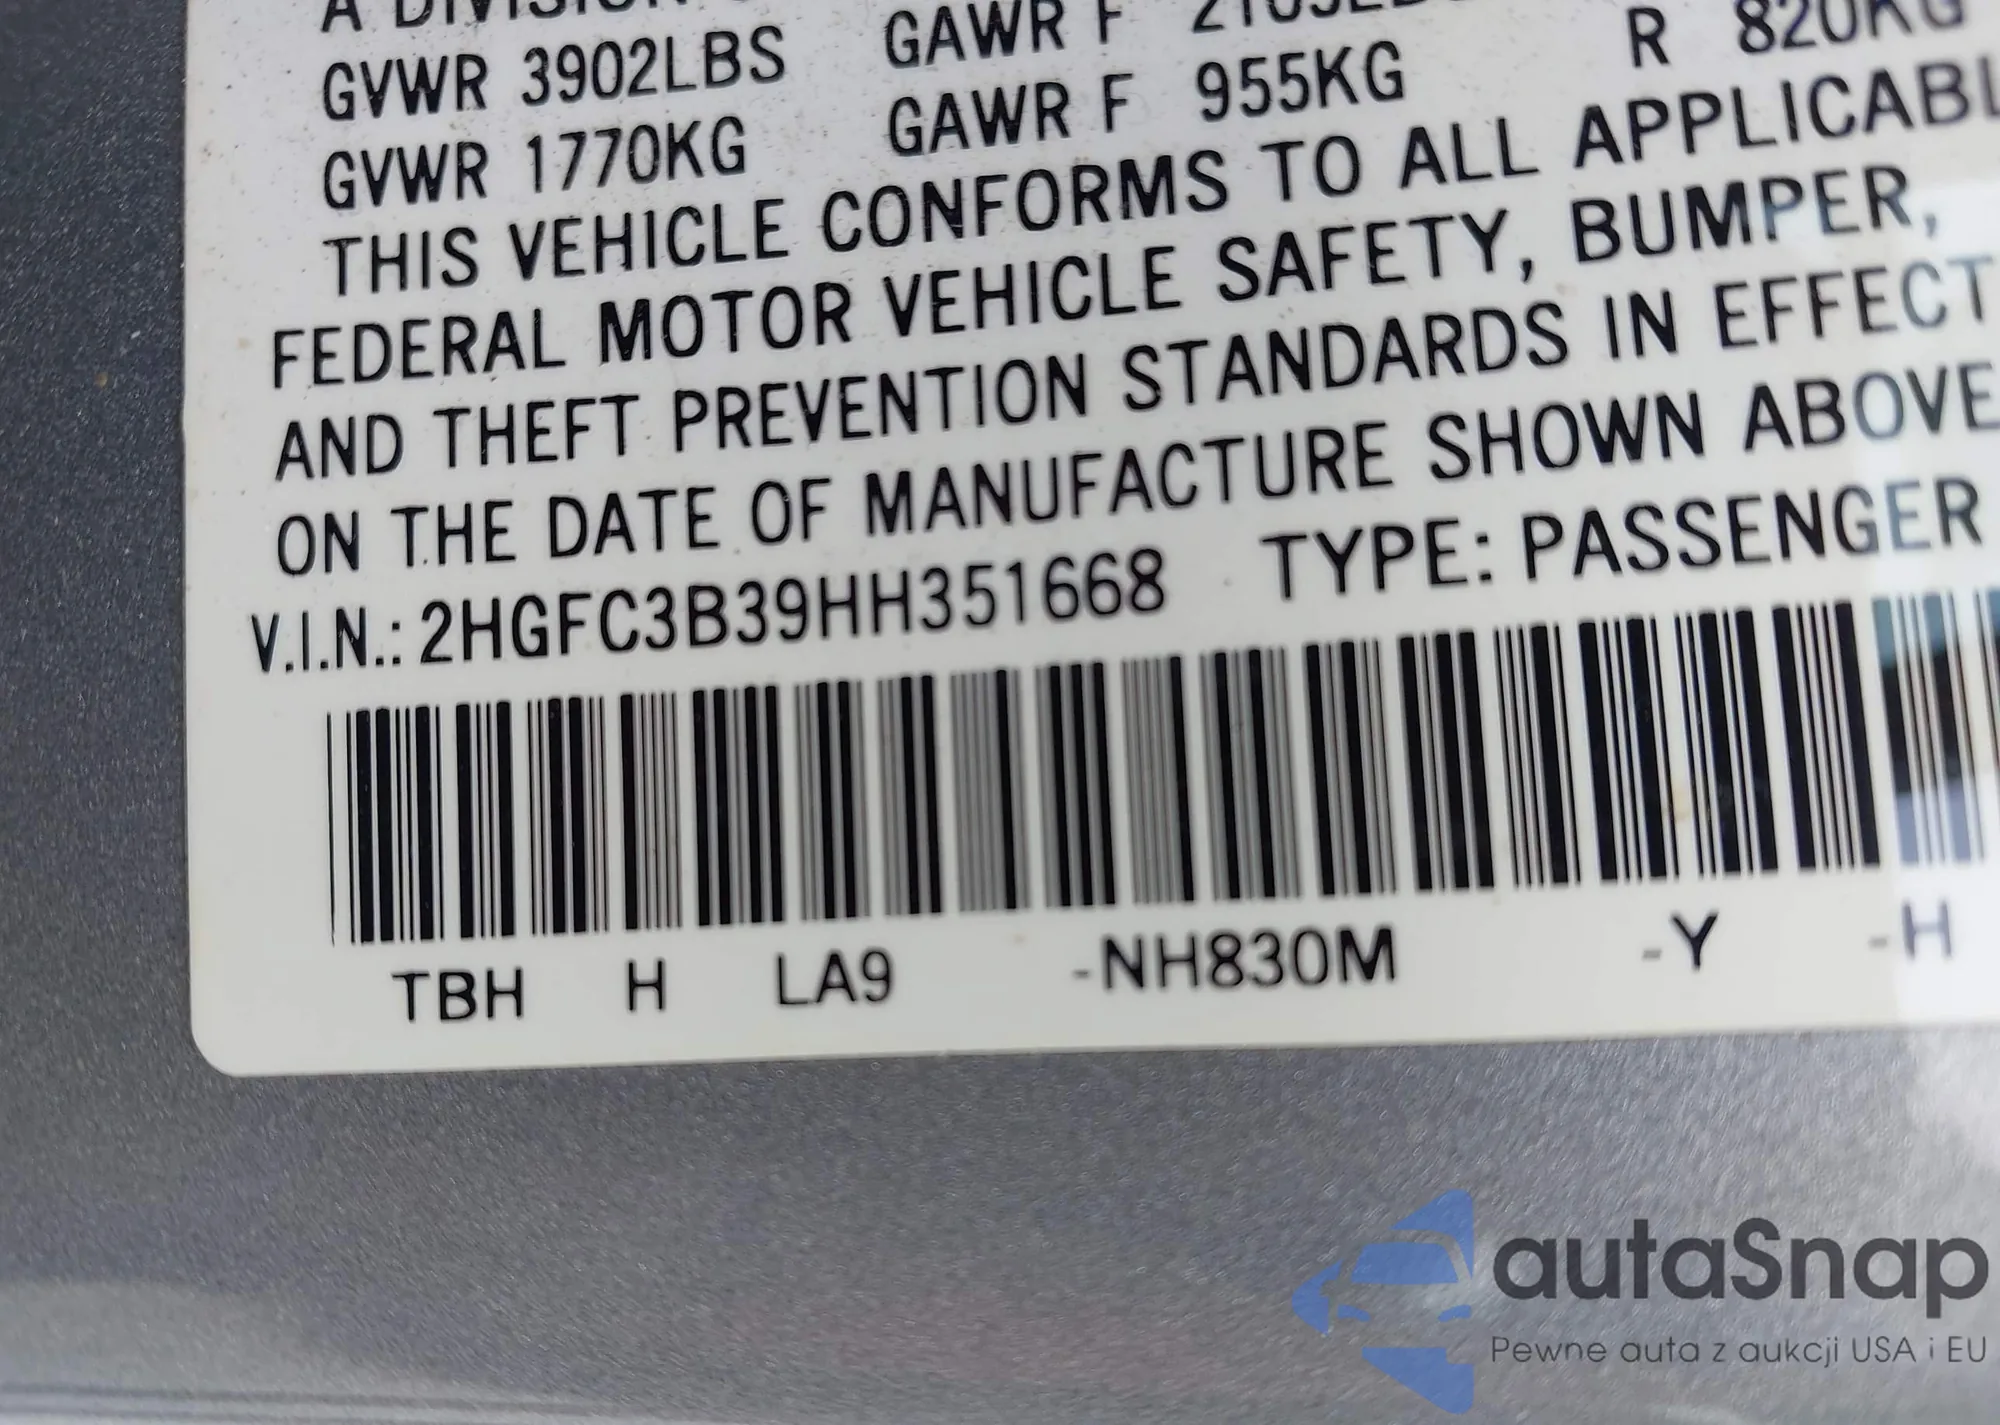 A DIVISION
GVWR 3902LBS GAWR F
GVWR 1770KG GAWR F 955KG R 820KG
THIS VEHICLE CONFORMS TO ALL APPLICABL
FEDERAL MOTOR VEHICLE SAFETY, BUMPER,
AND THEFT PREVENTION STANDARDS IN EFFECT
ON THE DATE OF MANUFACTURE SHOWN ABOVE
V.I.N.: 2HGFC3B39HH351668 TYPE: PASSENGER
TBH H LA9 -NH830M -Y -H
autaSnap
Pewne auta z aukcji USA i EU